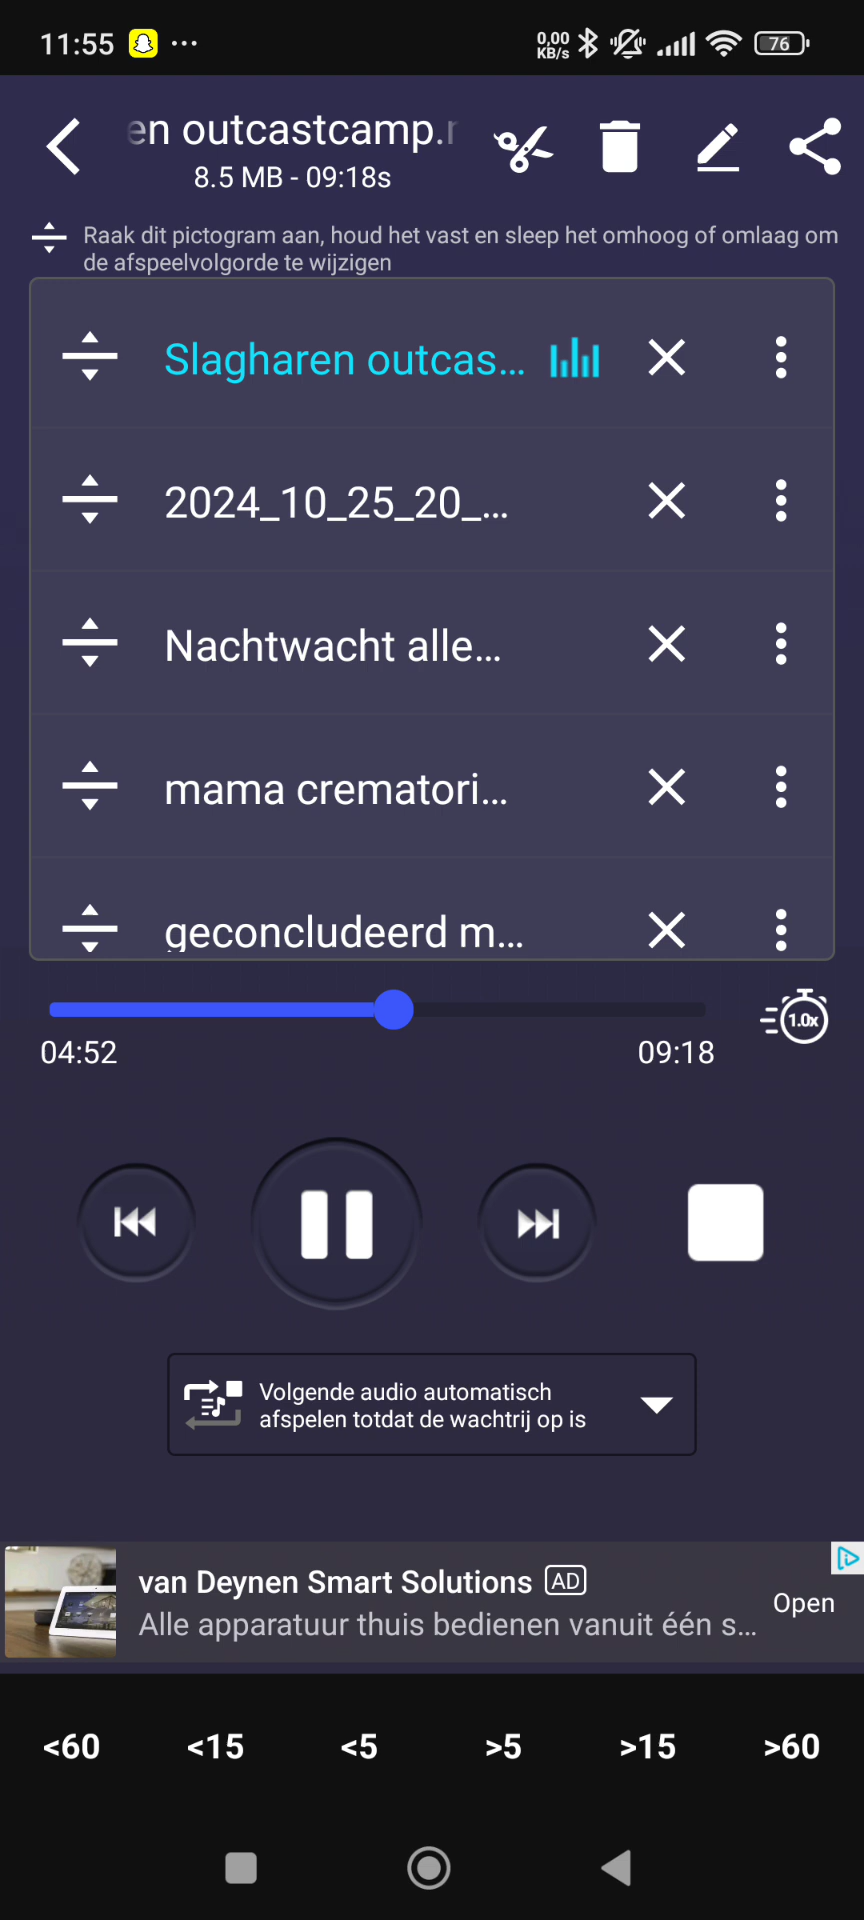 11:55
0,00
KB/s
76
en outcastcamp.r
8.5 MB - 09:18s
Raak dit pictogram aan, houd het vast en sleep het omhoog of omlaag om
de afspeelvolgorde te wijzigen
Slagharen outcas...
2024_10_25_20_...
Nachtwacht alle...
mama crematori...
geconcludeerd m...
1.0x
04:52
09:18
Volgende audio automatisch
afspelen totdat de wachtrij op is
van Deynen Smart Solutions AD
Alle apparatuur thuis bedienen vanuit één s...
Open
<60 <15 <5 >5 >15 >60